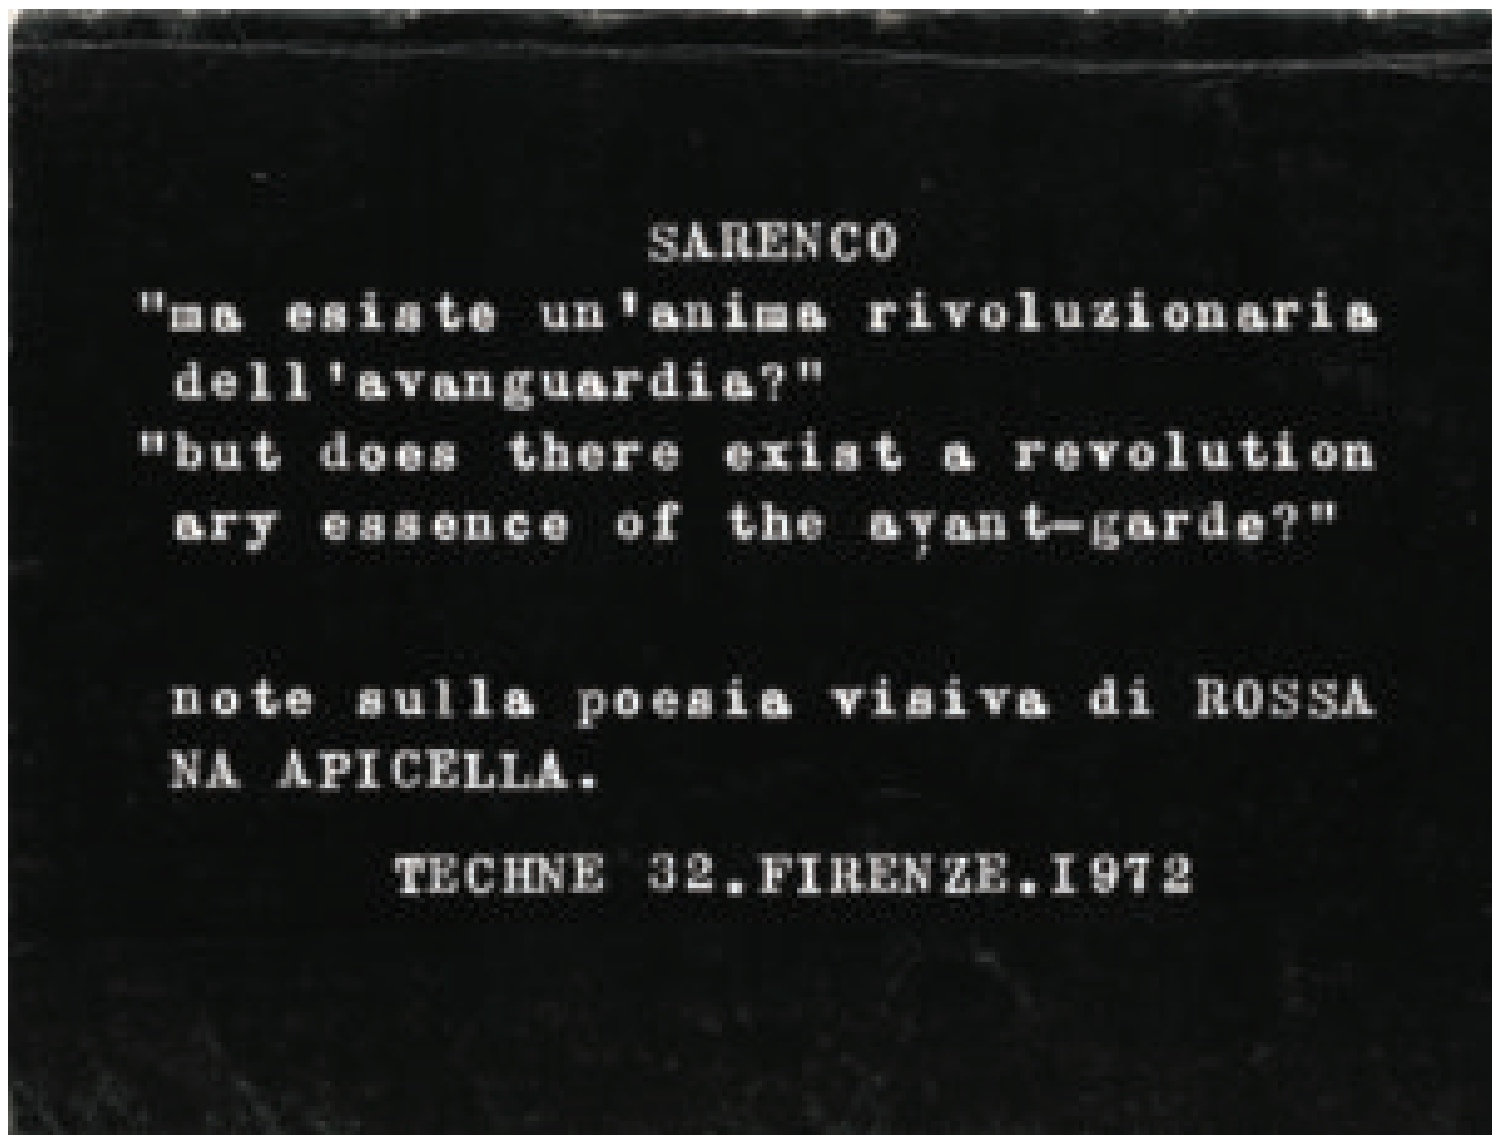 SARENCO
"ma esiste un'anima rivoluzionaria
dell'avanguardia?"
"but does there exist a revolution
ary essence of the avant-garde?"
note sulla poesia visiva di ROSSA
NA APICELLA.
TECHNE 32.FIRENZE.I972